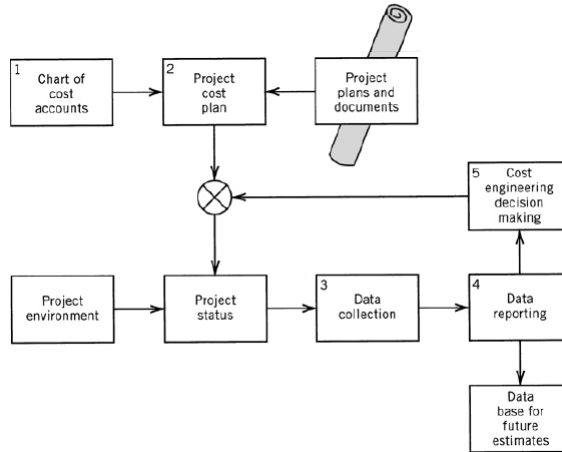 1
Chart of
cost
accounts
2
Project
cost
plan
Project
plans and
documents
5
Cost
engineering
decision
making
Project
environment
Project
status
3
Data
collection
4
Data
reporting
Data
base for
future
estimates